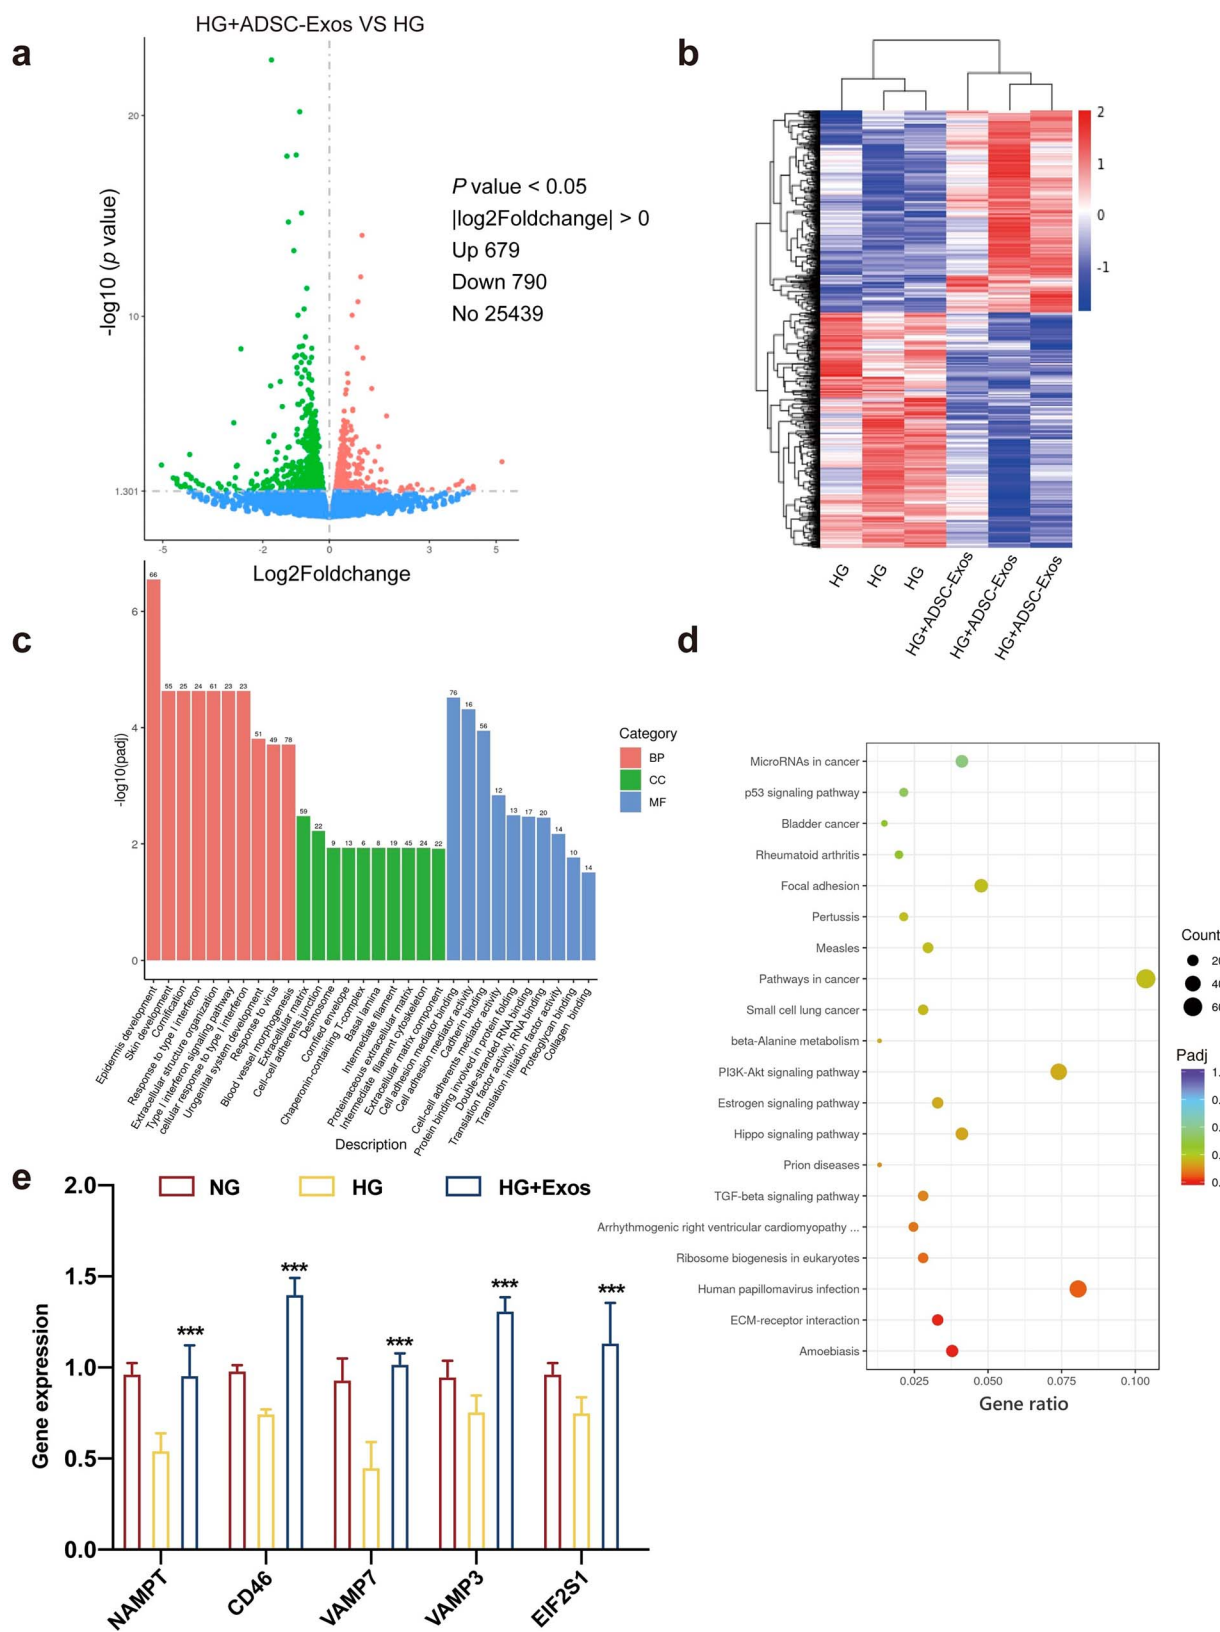 a
HG+ADSC-Exos VS HG
-log10 (p value)
20
10
1.301
-5
-2
0
3
5
Log2Foldchange
P value < 0.05
|log2Foldchange| > 0
Up 679
Down 790
No 25439
b
2
1
0
-1
HG
HG
HG
HG+ADSC-Exos
HG+ADSC-Exos
HG+ADSC-Exos
c
-log10(padj)
6
4
2
0
66
55
25
24
61
23
23
51
49
78
59
22
9
13
6
8
19
45
24
22
76
16
56
12
13
17
20
14
10
14
Category
BP
CC
MF
Epidermis development
Skin development
Cornification
Response to type I interferon
Extracellular structure organization
Type I interferon signaling pathway
cellular response to type I interferon
Urogenital system development
Response to virus
Blood vessel morphogenesis
Extracellular matrix
Cell-cell adherents junction
Desmosome
Cornified envelope
Chaperonin-containing T-complex
Basal lamina
Intermediate filament
Proteinaceous extracellular matrix
Intermediate filament cytoskeleton
Extracellular matrix component
Cell adhesion mediator binding
Cell adhesion mediator activity
Cadherin binding
Cell-cell adherents mediator activity
Protein binding involved in protein folding
Double-stranded RNA binding
Translation factor activity, RNA binding
Translation initiation factor activity
Proteoglycan binding
Collagen binding
Description
d
MicroRNAs in cancer
p53 signaling pathway
Bladder cancer
Rheumatoid arthritis
Focal adhesion
Pertussis
Measles
Pathways in cancer
Small cell lung cancer
beta-Alanine metabolism
PI3K-Akt signaling pathway
Estrogen signaling pathway
Hippo signaling pathway
Prion diseases
TGF-beta signaling pathway
Arrhythmogenic right ventricular cardiomyopathy ...
Ribosome biogenesis in eukaryotes
Human papillomavirus infection
ECM-receptor interaction
Amoebiasis
0.025
0.050
0.075
0.100
Gene ratio
Count
Padj
e
NG
HG
HG+Exos
Gene expression
2.0
1.5
1.0
0.5
0.0
***
***
***
***
***
NAMPT
CD46
VAMP7
VAMP3
EIF2S1